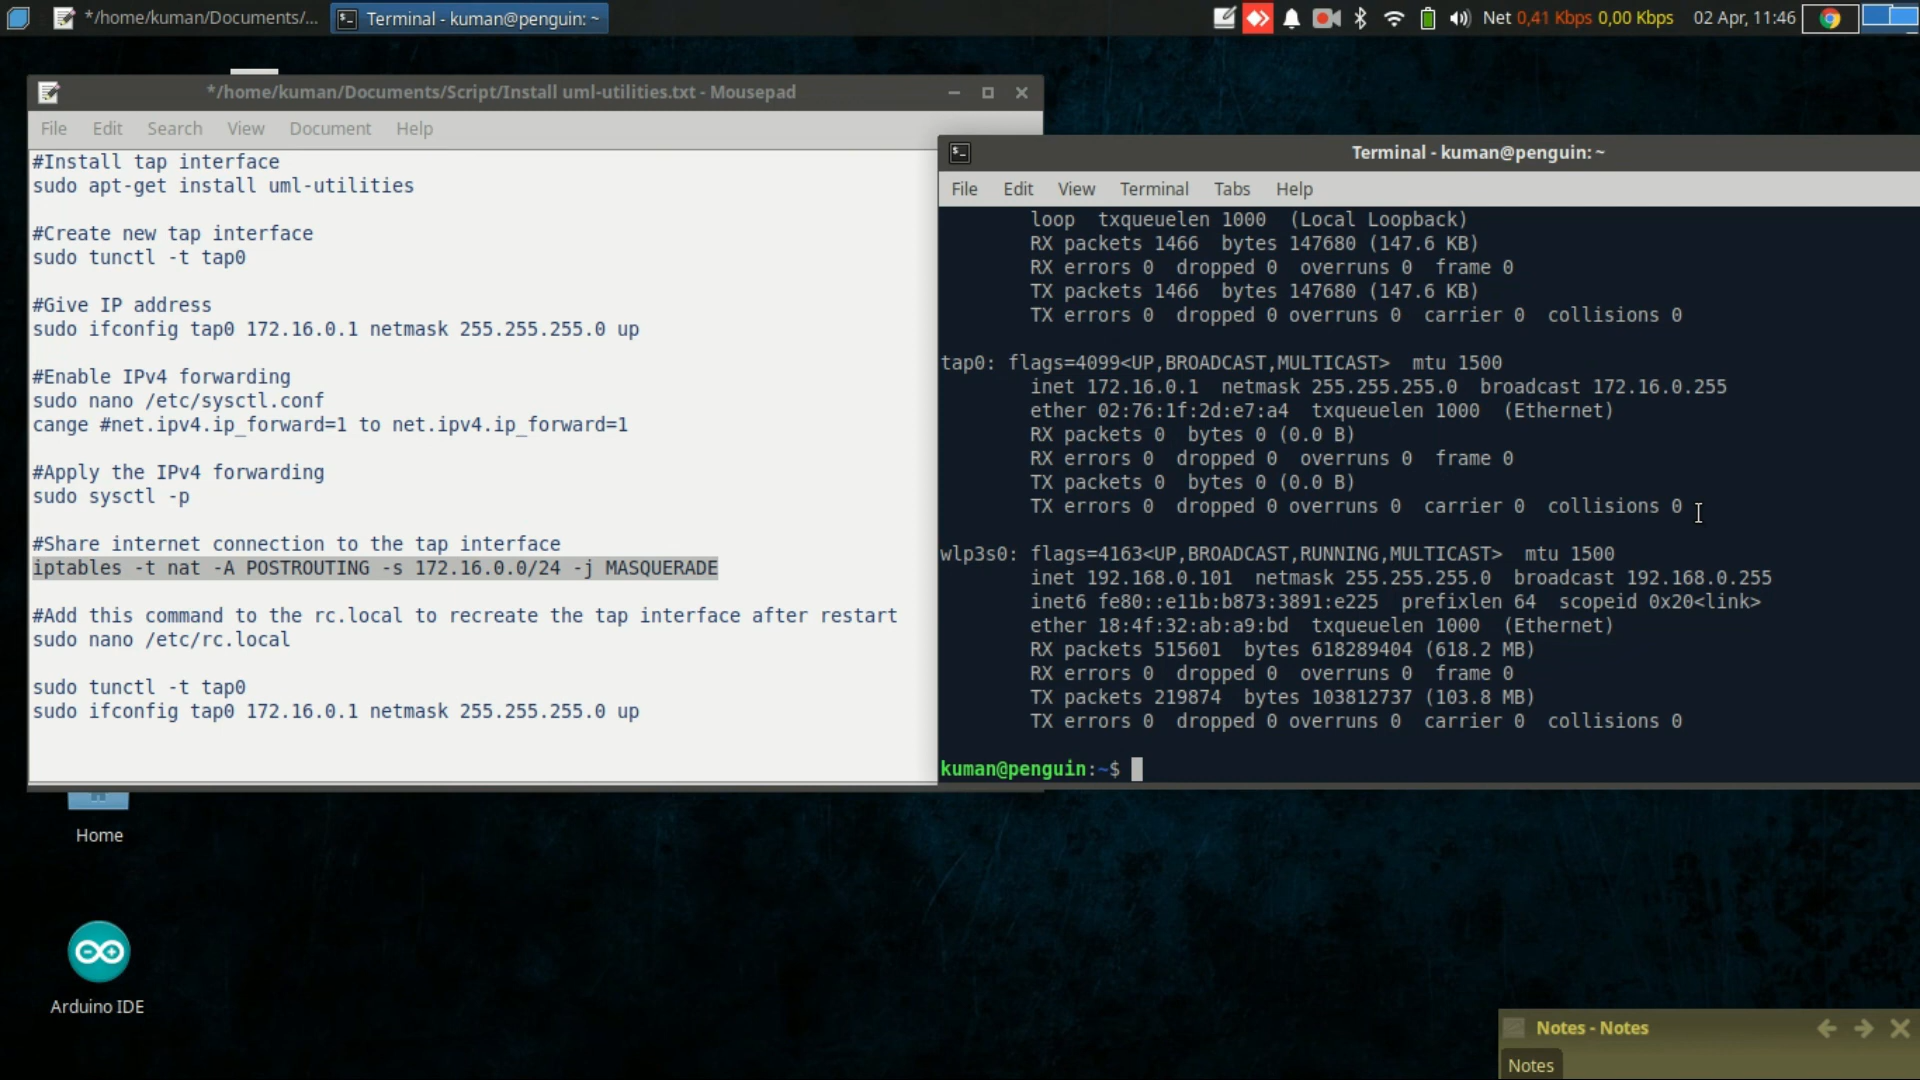 */home/kuman/Documents/...
Terminal - kuman@penguin: ~
Net 0,41 Kbps 0,00 Kbps
02 Apr, 11:46
*/home/kuman/Documents/Script/Install uml-utilities.txt - Mousepad
File Edit Search View Document Help
#Install tap interface
sudo apt-get install uml-utilities
#Create new tap interface
sudo tunctl -t tap0
#Give IP address
sudo ifconfig tap0 172.16.0.1 netmask 255.255.255.0 up
#Enable IPv4 forwarding
sudo nano /etc/sysctl.conf
cange #net.ipv4.ip_forward=1 to net.ipv4.ip_forward=1
#Apply the IPv4 forwarding
sudo sysctl -p
#Share internet connection to the tap interface
iptables -t nat -A POSTROUTING -s 172.16.0.0/24 -j MASQUERADE
#Add this command to the rc.local to recreate the tap interface after restart
sudo nano /etc/rc.local
sudo tunctl -t tap0
sudo ifconfig tap0 172.16.0.1 netmask 255.255.255.0 up
Terminal - kuman@penguin: ~
File Edit View Terminal Tabs Help
loop txqueuelen 1000 (Local Loopback)
RX packets 1466 bytes 147680 (147.6 KB)
RX errors 0 dropped 0 overruns 0 frame 0
TX packets 1466 bytes 147680 (147.6 KB)
TX errors 0 dropped 0 overruns 0 carrier 0 collisions 0
tap0: flags=4099<UP,BROADCAST,MULTICAST> mtu 1500
inet 172.16.0.1 netmask 255.255.255.0 broadcast 172.16.0.255
ether 02:76:1f:2d:e7:a4 txqueuelen 1000 (Ethernet)
RX packets 0 bytes 0 (0.0 B)
RX errors 0 dropped 0 overruns 0 frame 0
TX packets 0 bytes 0 (0.0 B)
TX errors 0 dropped 0 overruns 0 carrier 0 collisions 0
wlp3s0: flags=4163<UP,BROADCAST,RUNNING,MULTICAST> mtu 1500
inet 192.168.0.101 netmask 255.255.255.0 broadcast 192.168.0.255
inet6 fe80::e11b:b873:3891:e225 prefixlen 64 scopeid 0x20<link>
ether 18:4f:32:ab:a9:bd txqueuelen 1000 (Ethernet)
RX packets 515601 bytes 618289404 (618.2 MB)
RX errors 0 dropped 0 overruns 0 frame 0
TX packets 219874 bytes 103812737 (103.8 MB)
TX errors 0 dropped 0 overruns 0 carrier 0 collisions 0
kuman@penguin:~$
Home
Arduino IDE
Notes - Notes
Notes